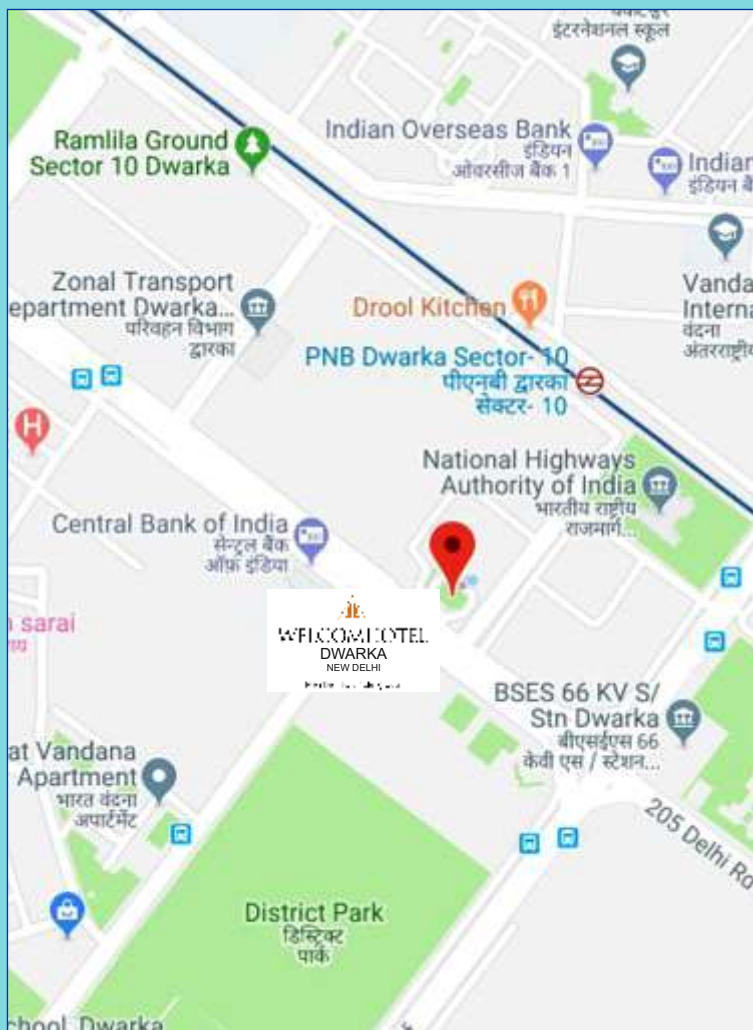 इंटरनेशनल स्कूल
Ramlila Ground
Sector 10 Dwarka
Indian Overseas Bank
इंडियन
ओवरसीज बैंक 1
Indian
इंडियन बैं
Zonal Transport
epartment Dwarka...
परिवहन विभाग
द्वारका
Drool Kitchen
Vanda
Interna
वंदना
अंतरराष्ट्रीय
PNB Dwarka Sector- 10
पीएनबी द्वारका
सेक्टर- 10
H
National Highways
Authority of India
भारतीय राष्ट्रीय
राजमार्ग...
Central Bank of India
सेन्ट्रल बैंक
ऑफ़ इंडिया
sarai
राय
WELCOMHOTEL
DWARKA
NEW DELHI
BSES 66 KV S/
Stn Dwarka
बीएसईएस 66
केवी एस / स्टेशन...
at Vandana
Apartment
भारत वंदना
अपार्टमेंट
205 Delhi Ro
District Park
डिस्ट्रिक्ट
पार्क
chool Dwarka